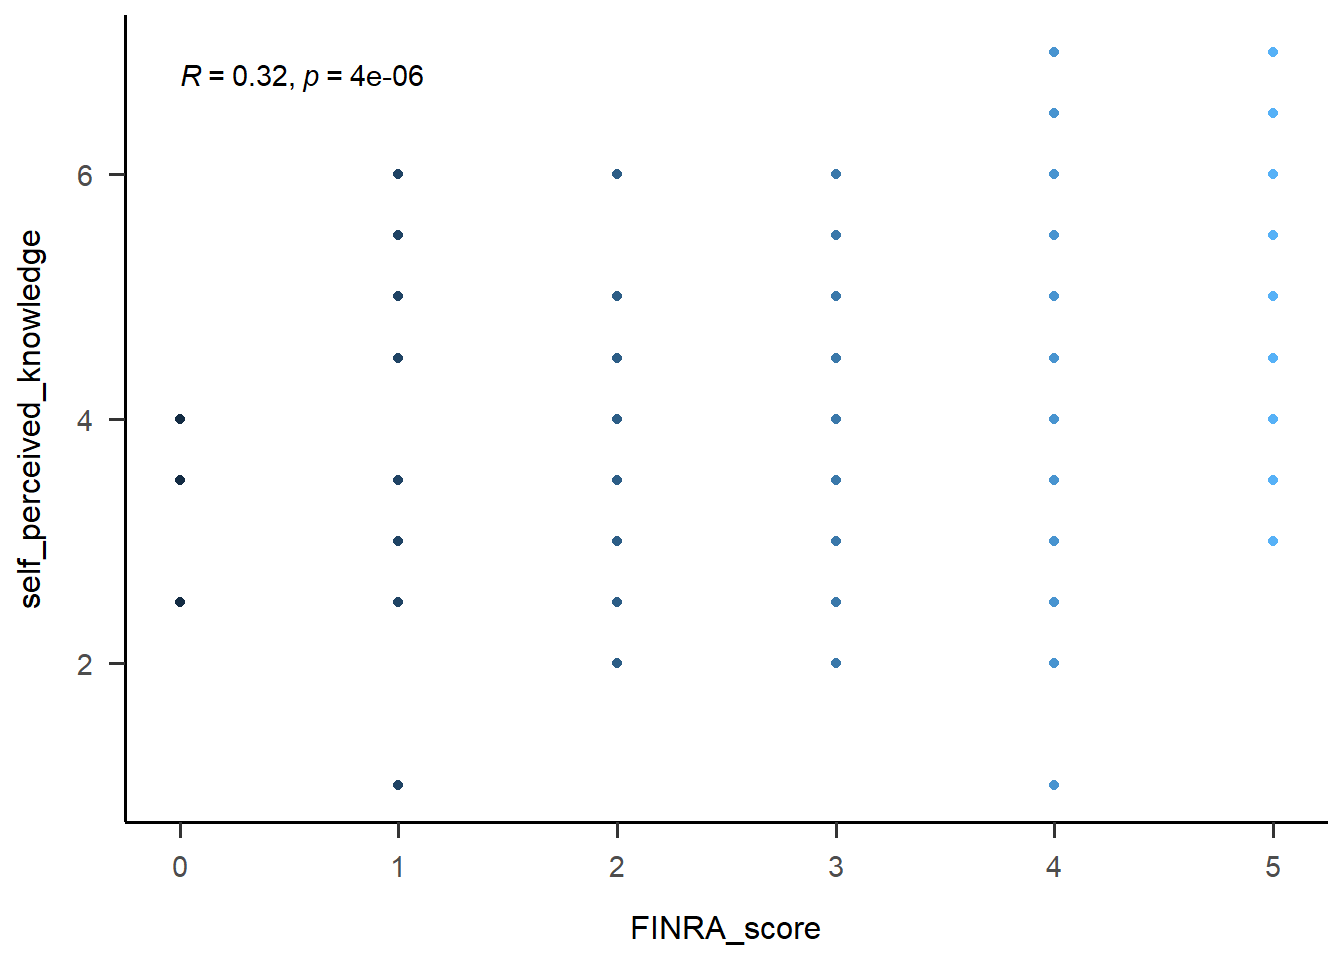 R = 0.32, p = 4e-06
6
4
2
self_perceived_knowledge
0 1 2 3 4 5
FINRA_score